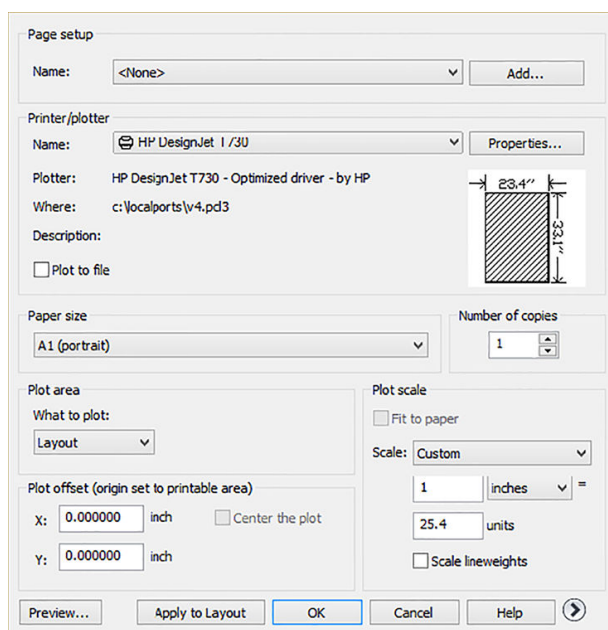 Page setup
Name: <None> Add...
Printer/plotter
Name: HP DesignJet T730 Properties...
Plotter: HP DesignJet T730 - Optimized driver - by HP
Where: c:\localports\v4.pcl3
Description:
Plot to file
23.4″
33.1″
Paper size
A1 (portrait)
Number of copies
1
Plot area
What to plot:
Layout
Plot scale
Fit to paper
Scale: Custom
1 inches =
25.4 units
Scale lineweights
Plot offset (origin set to printable area)
X: 0.000000 inch Center the plot
Y: 0.000000 inch
Preview... Apply to Layout OK Cancel Help